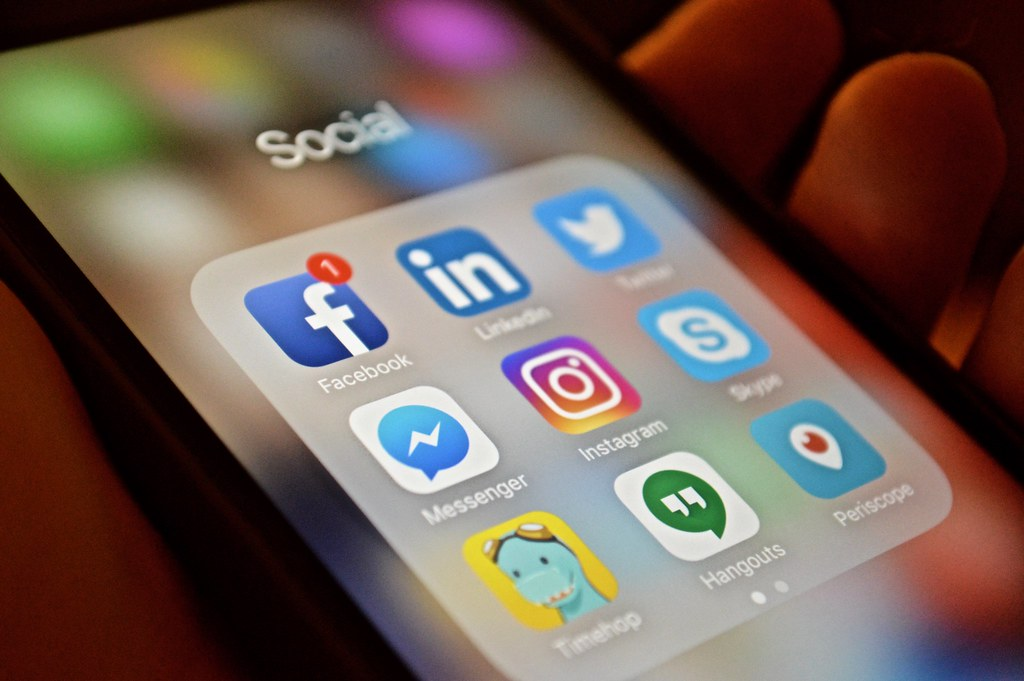 Social
1
Facebook
LinkedIn
Twitter
Messenger
Instagram
Skype
Timehop
Hangouts
Periscope